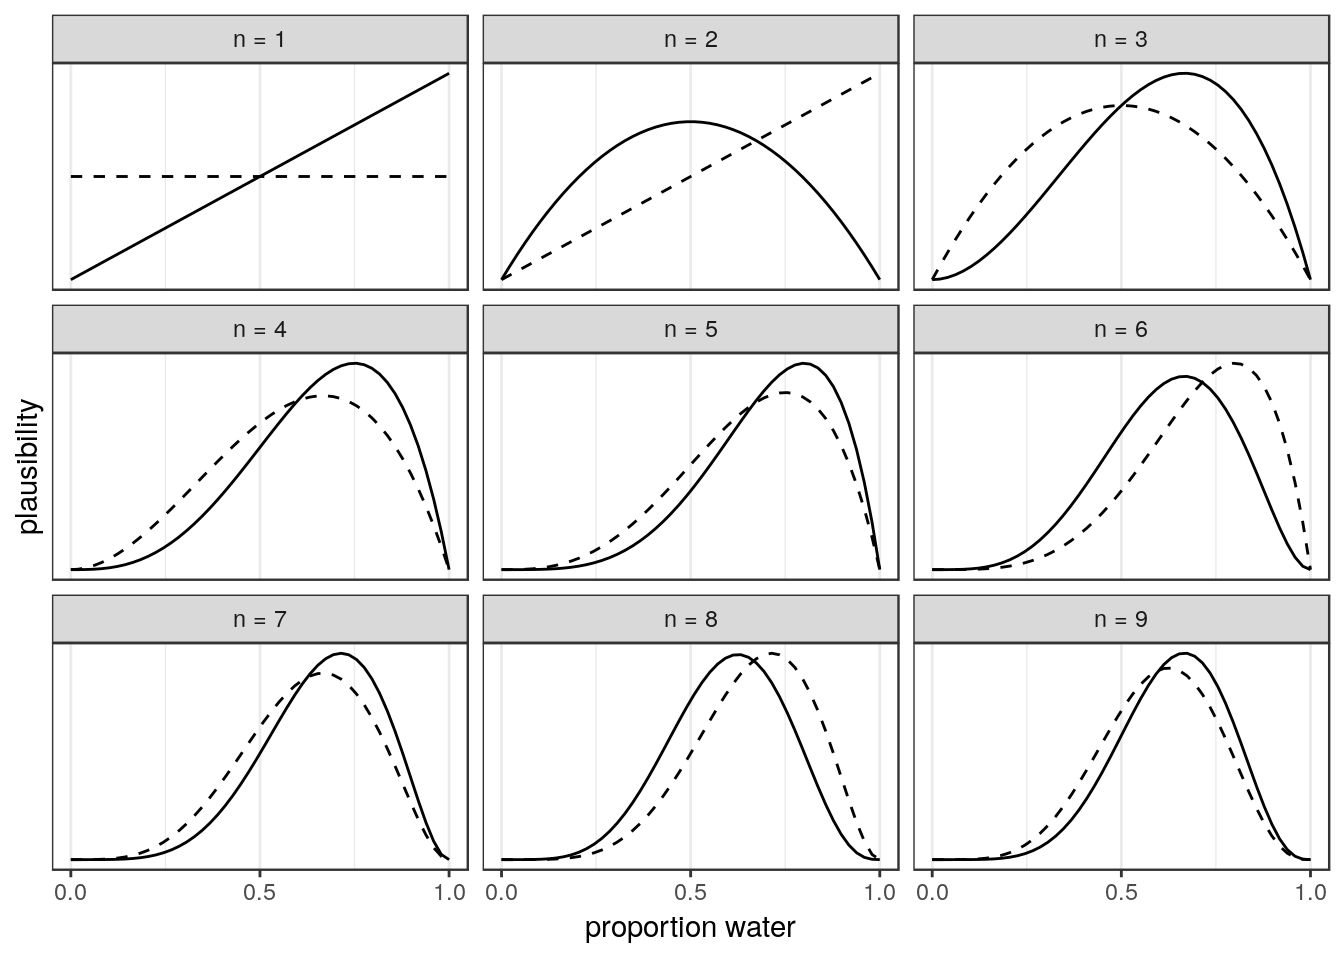 n = 1
n = 2
n = 3
n = 4
n = 5
n = 6
n = 7
n = 8
n = 9
plausibility
0.0 0.5 1.0 0.0 0.5 1.0 0.0 0.5 1.0
proportion water